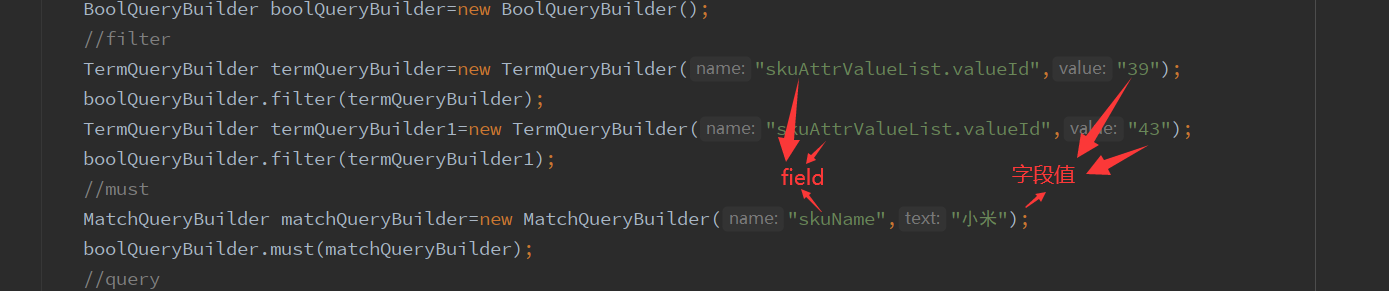 BoolQueryBuilder boolQueryBuilder=new BoolQueryBuilder();
//filter
TermQueryBuilder termQueryBuilder=new TermQueryBuilder( name: "skuAttrValueList.valueId", value: "39");
boolQueryBuilder.filter(termQueryBuilder);
TermQueryBuilder termQueryBuilder1=new TermQueryBuilder( name: "skuAttrValueList.valueId", value: "43");
boolQueryBuilder.filter(termQueryBuilder1);
field
字段值
//must
MatchQueryBuilder matchQueryBuilder=new MatchQueryBuilder( name: "skuName", text: "小米");
boolQueryBuilder.must(matchQueryBuilder);
//query